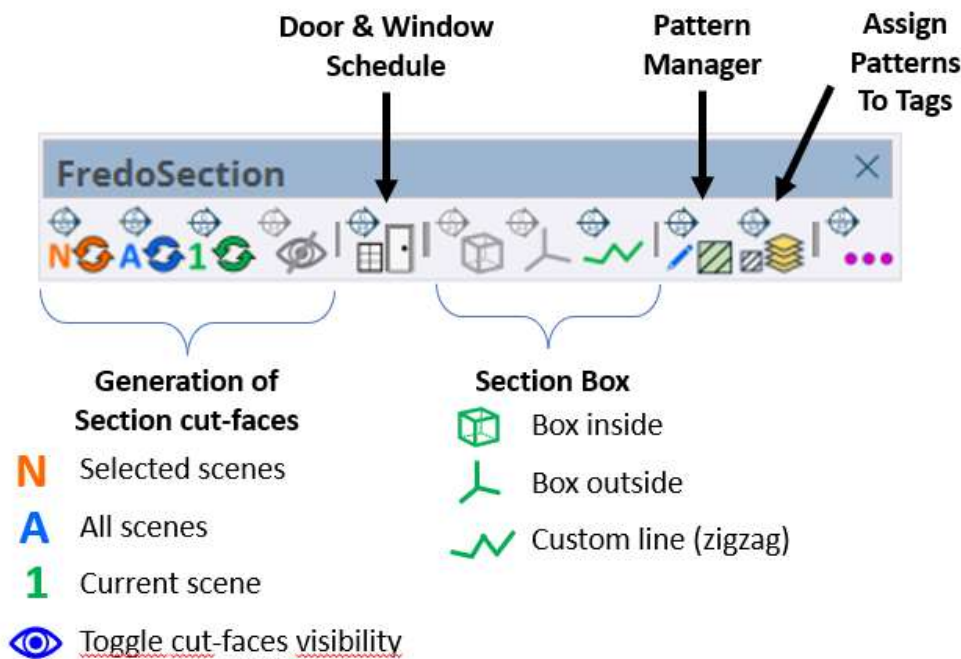 Door & Window
Schedule
Pattern
Manager
Assign
Patterns
To Tags
FredoSection
N A 1
Generation of
Section cut-faces
N Selected scenes
A All scenes
1 Current scene
Toggle cut-faces visibility
Section Box
Box inside
Box outside
Custom line (zigzag)